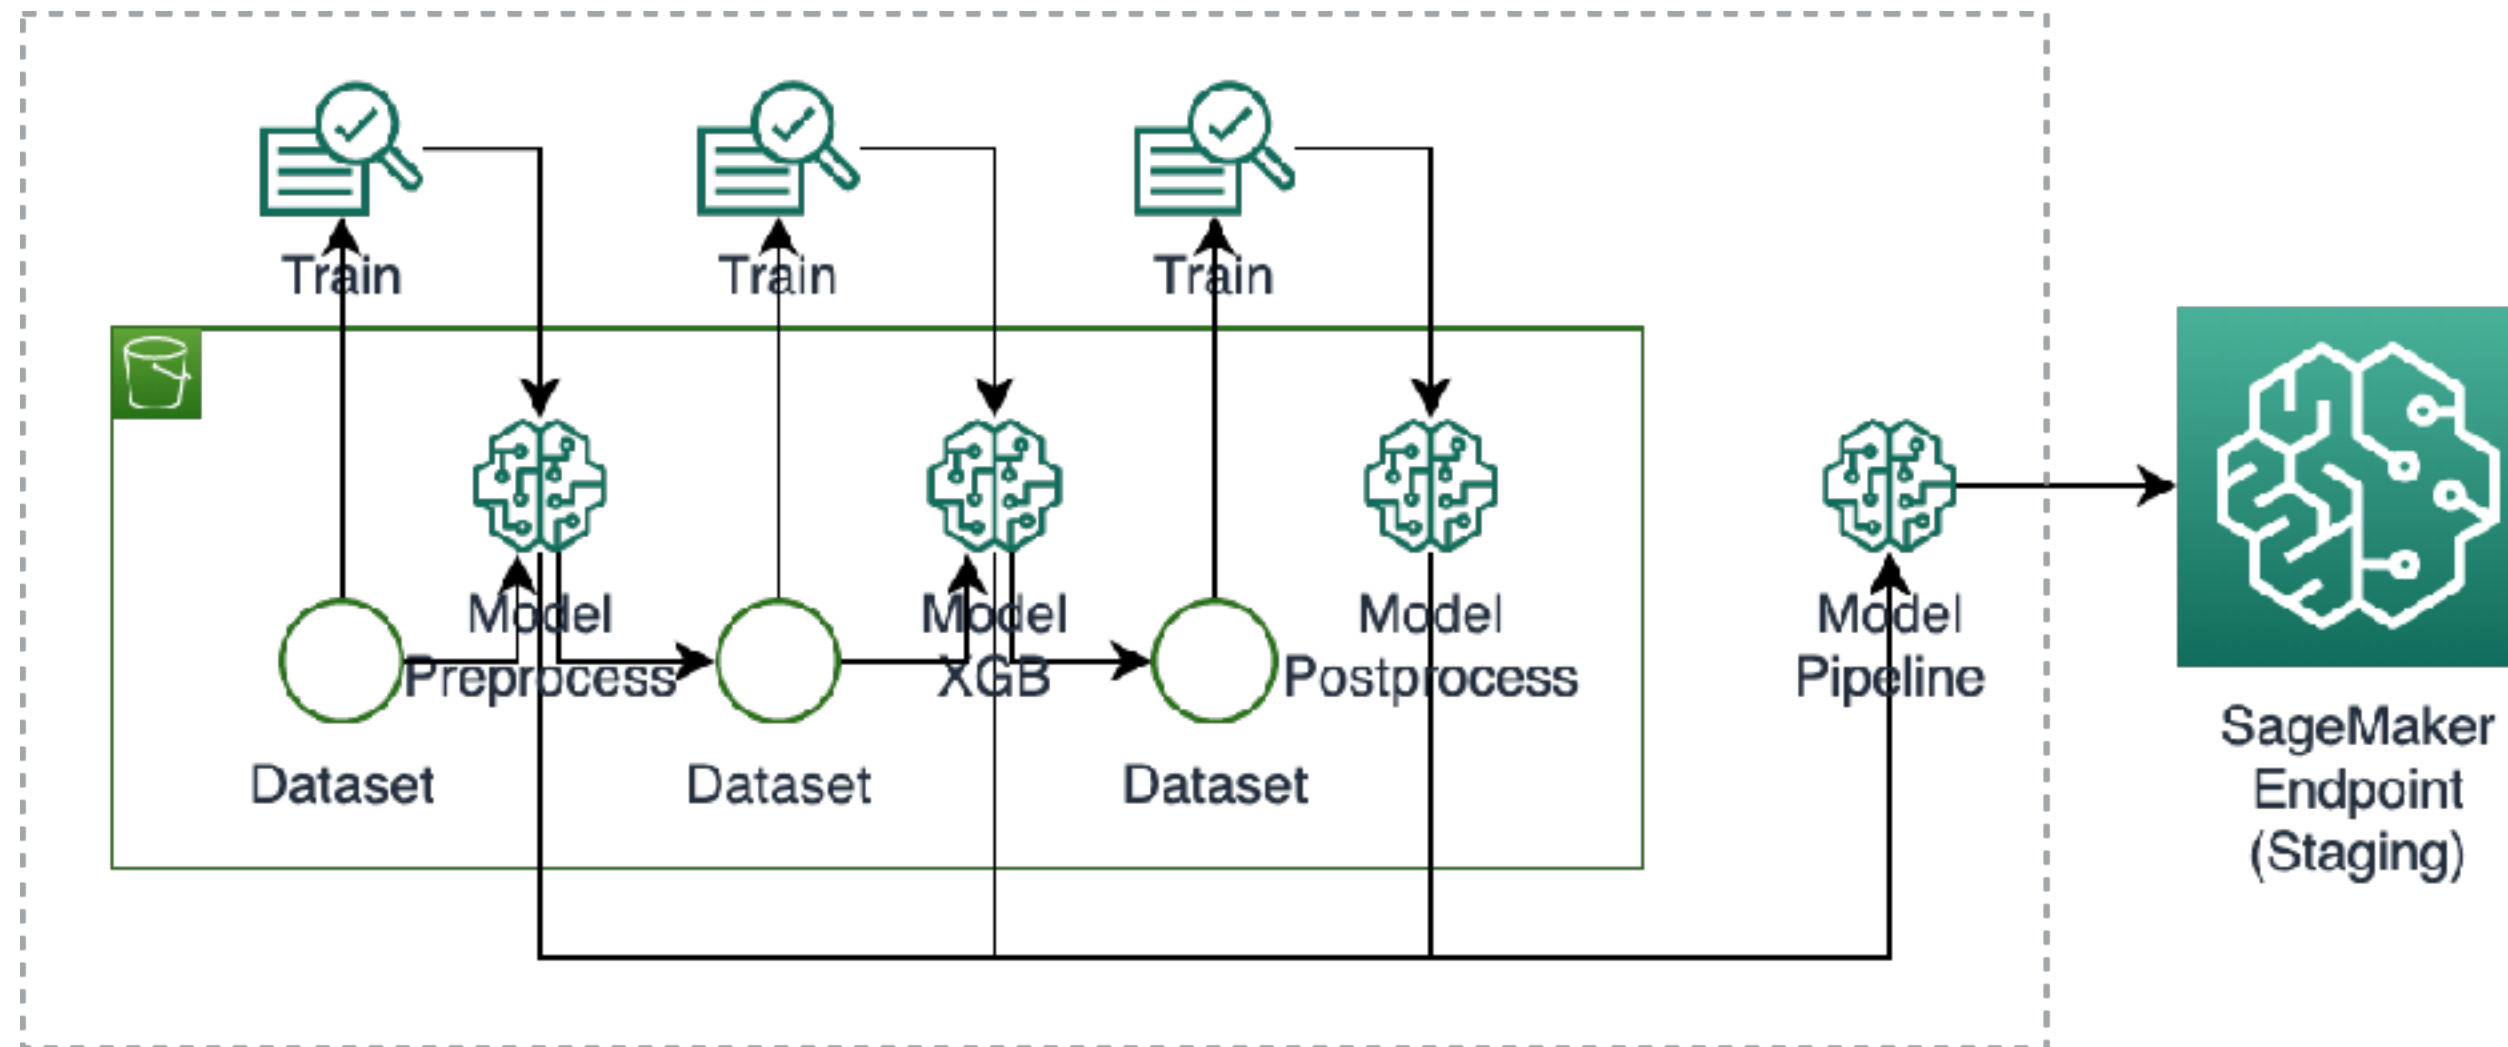 Train
Train
Train
Model
Preprocess
Model
XGB
Model
Postprocess
Model
Pipeline
Dataset
Dataset
Dataset
SageMaker
Endpoint
(Staging)